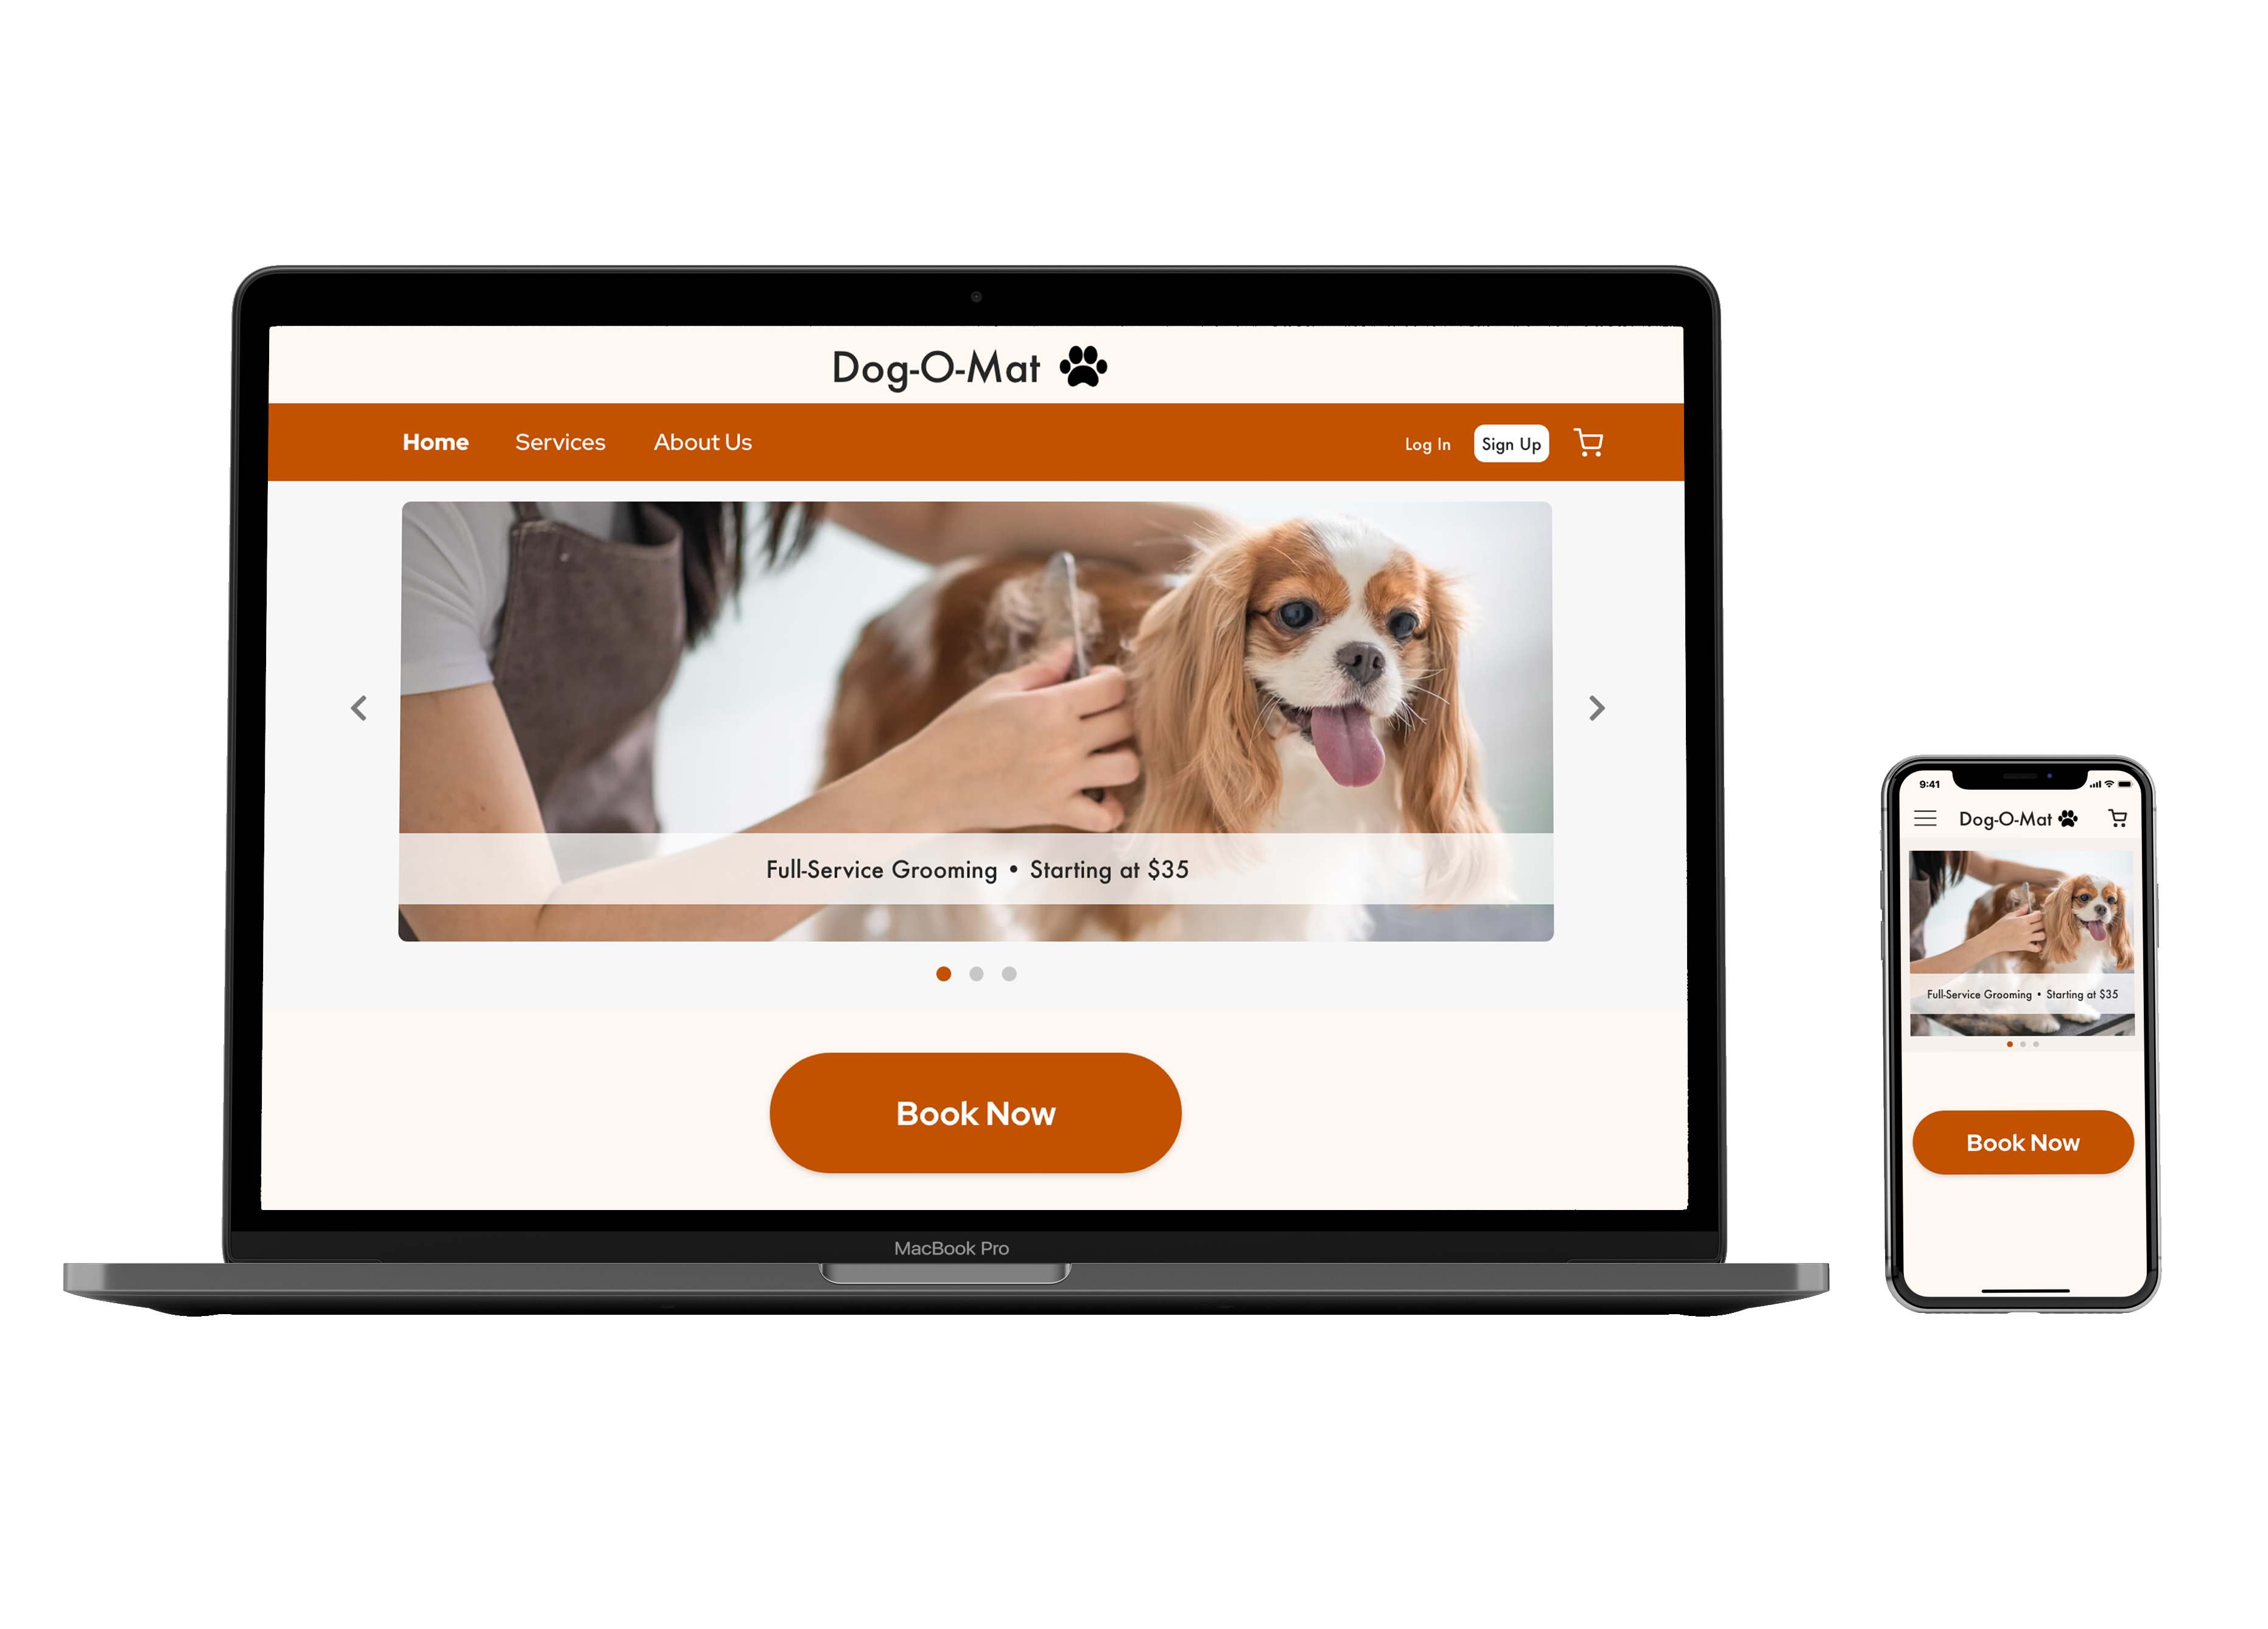 Dog-O-Mat
Home Services About Us Log In Sign Up
Full-Service Grooming • Starting at $35
Book Now
MacBook Pro
9:41
Dog-O-Mat
Full-Service Grooming • Starting at $35
Book Now